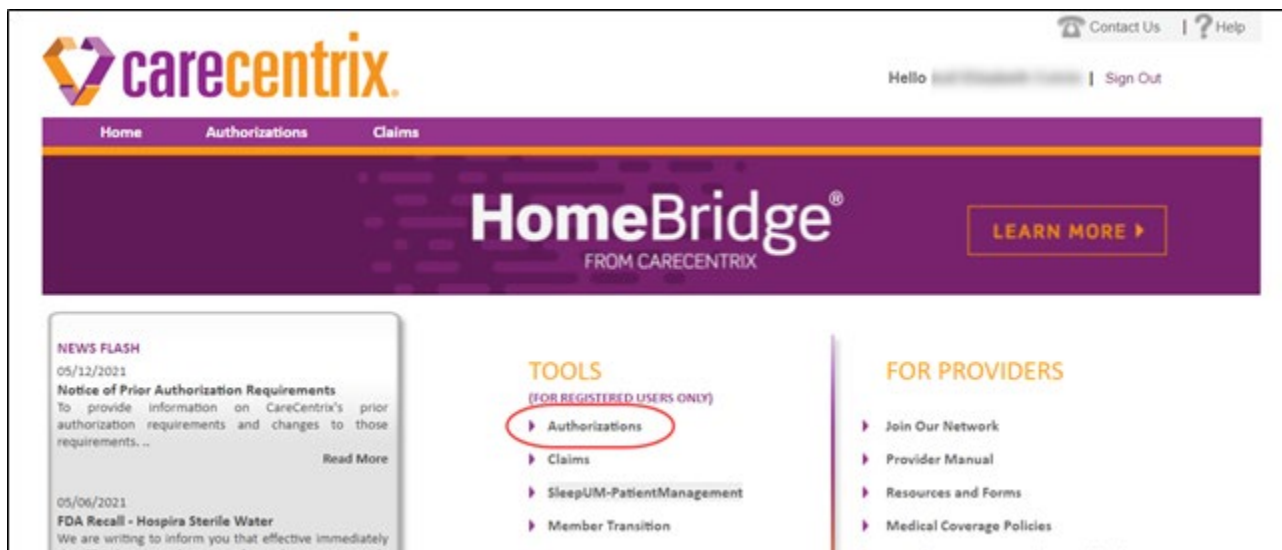 Contact Us | ? Help
carecentrix.
Hello | Sign Out
Home Authorizations Claims
HomeBridge®
FROM CARECENTRIX
LEARN MORE
NEWS FLASH
05/12/2021
Notice of Prior Authorization Requirements
To provide information on CareCentrix's prior
authorization requirements and changes to those
requirements. ..
Read More
05/06/2021
FDA Recall - Hospira Sterile Water
We are writing to inform you that effective immediately
TOOLS
(FOR REGISTERED USERS ONLY)
Authorizations
Claims
SleepUM-PatientManagement
Member Transition
FOR PROVIDERS
Join Our Network
Provider Manual
Resources and Forms
Medical Coverage Policies